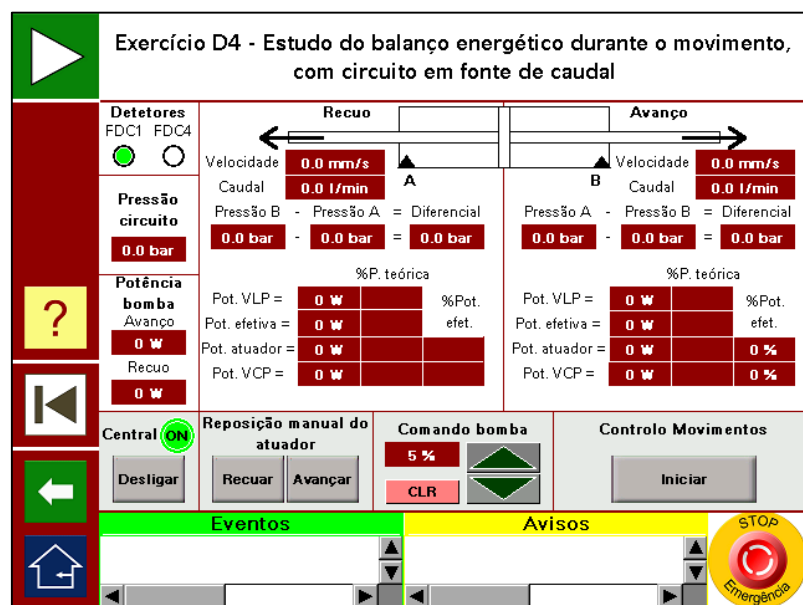 Exercício D4 - Estudo do balanço energético durante o movimento,
com circuito em fonte de caudal
Detetores
FDC1 FDC4
Pressão
circuito
0.0 bar
Potência
bomba
Avanço
0 W
Recuo
0 W
Recuo
Velocidade 0.0 mm/s
Caudal 0.0 l/min
A
Pressão B - Pressão A = Diferencial
0.0 bar - 0.0 bar = 0.0 bar
%P. teórica
Pot. VLP = 0 W %Pot.
Pot. efetiva = 0 W efet.
Pot. atuador = 0 W
Pot. VCP = 0 W
Avanço
Velocidade 0.0 mm/s
B Caudal 0.0 l/min
Pressão A - Pressão B = Diferencial
0.0 bar - 0.0 bar = 0.0 bar
%P. teórica
Pot. VLP = 0 W %Pot.
Pot. efetiva = 0 W efet.
Pot. atuador = 0 W 0 %
Pot. VCP = 0 W 0 %
?
Central ON
Desligar
Reposição manual do
atuador
Recuar Avançar
Comando bomba
5 %
CLR
Controlo Movimentos
Iniciar
Eventos
Avisos
STOP
Emergência